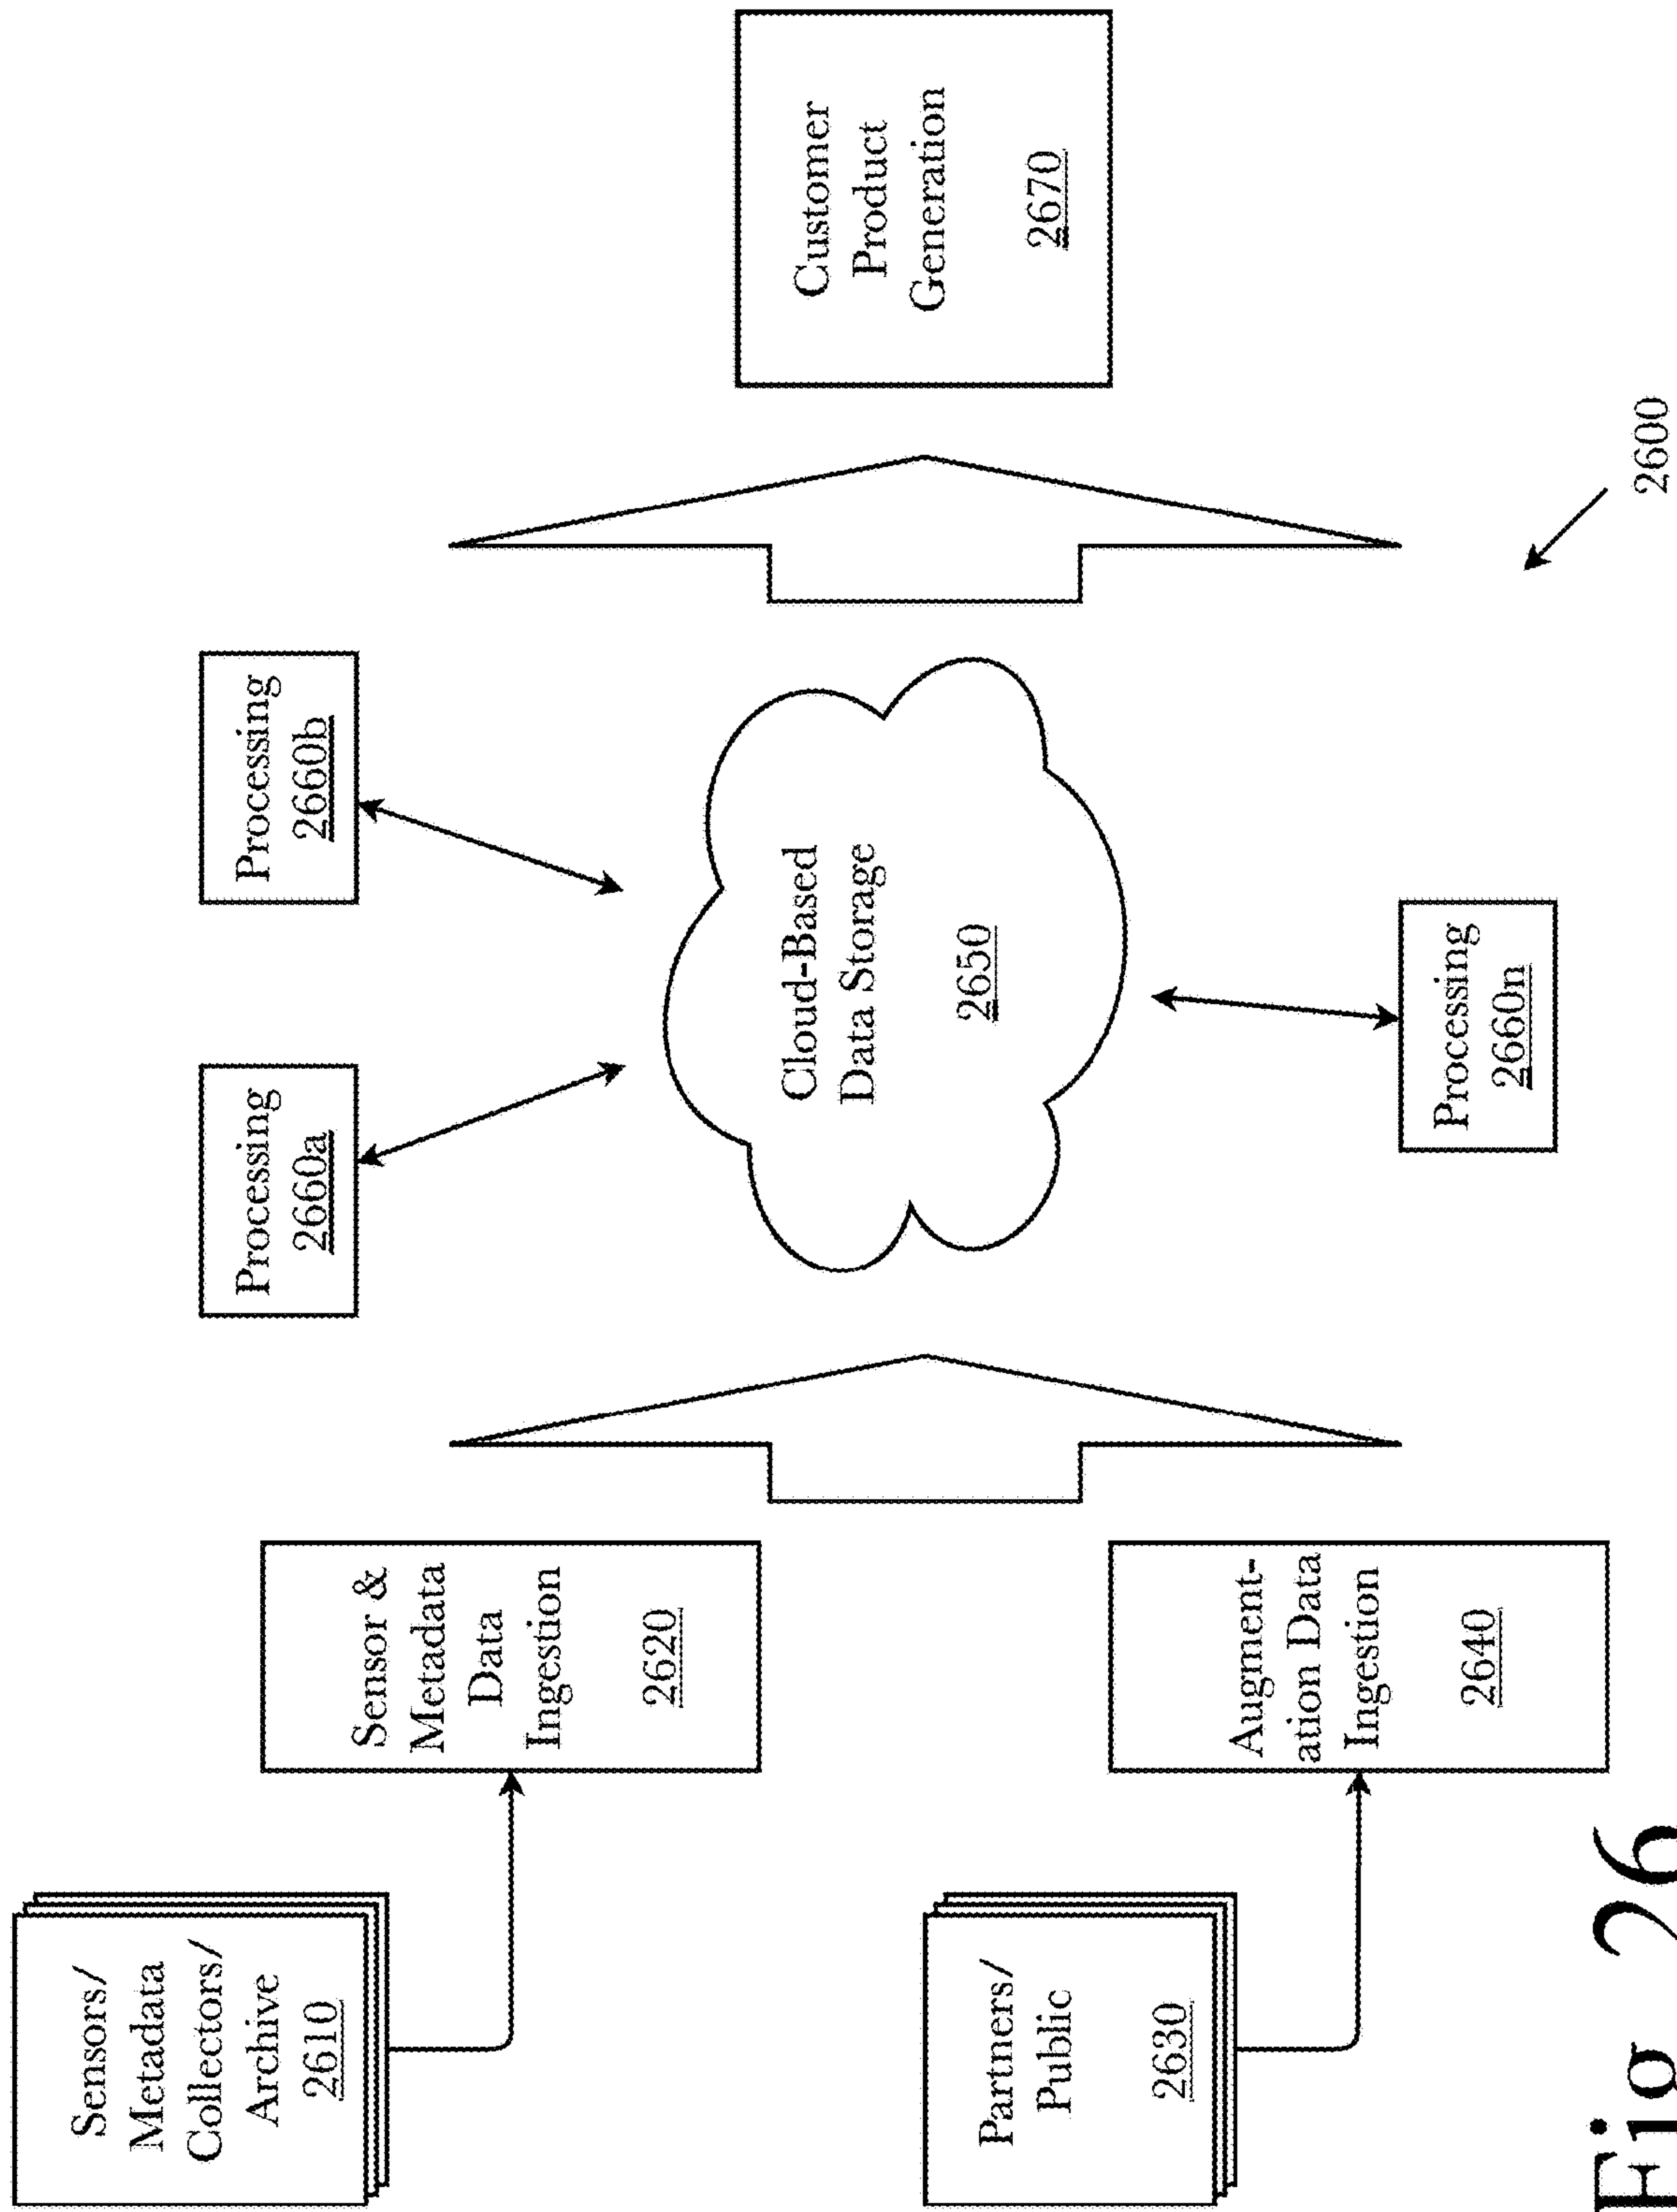 Sensors/
Metadata
Collectors/
Archive
2610
Sensor &
Metadata
Data
Ingestion
2620
Partners/
Public
2630
Augment-
ation Data
Ingestion
2640
Processing
2660a
Processing
2660b
Cloud-Based
Data Storage
2650
Processing
2660n
Customer
Product
Generation
2670
2600
Fig. 26